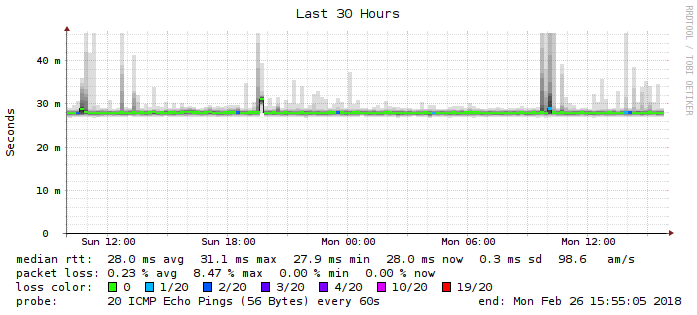 Last 30 Hours
RRDTOOL / TOBI OETIKER
Seconds
40 m
30 m
20 m
10 m
0
Sun 12:00 Sun 18:00 Mon 00:00 Mon 06:00 Mon 12:00
median rtt: 28.0 ms avg 31.1 ms max 27.9 ms min 28.0 ms now 0.3 ms sd 98.6 am/s
packet loss: 0.23 % avg 8.47 % max 0.00 % min 0.00 % now
loss color: 0 1/20 2/20 3/20 4/20 10/20 19/20
probe: 20 ICMP Echo Pings (56 Bytes) every 60s end: Mon Feb 26 15:55:05 2018